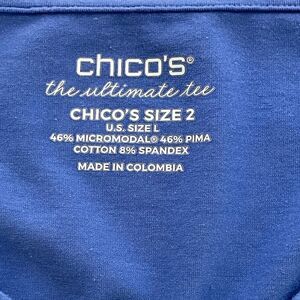 chico's®
the ultimate tee
CHICO'S SIZE 2
U.S. SIZE L
46% MICROMODAL® 46% PIMA
COTTON 8% SPANDEX
MADE IN COLOMBIA